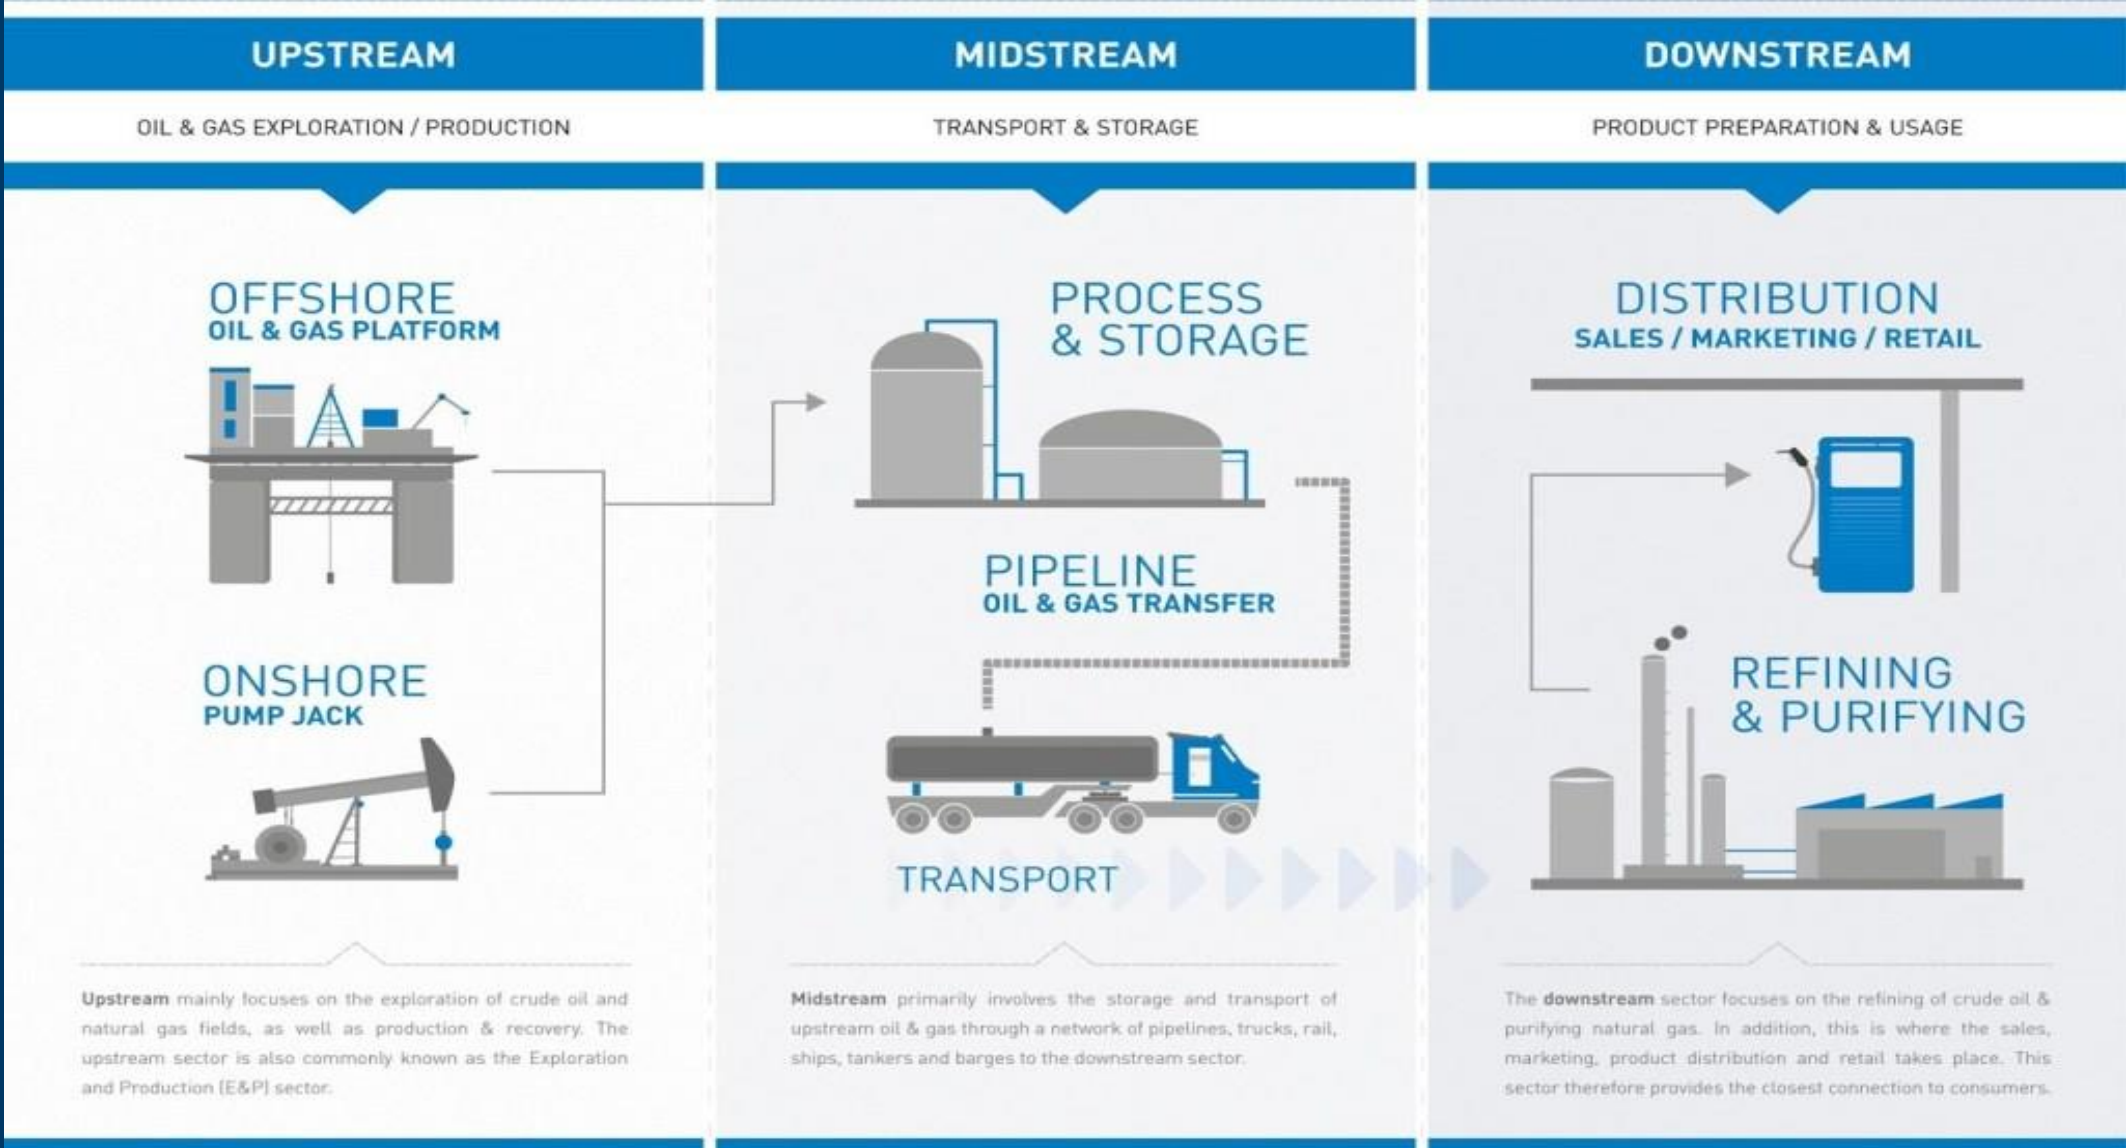 UPSTREAM
OIL & GAS EXPLORATION / PRODUCTION
OFFSHORE
OIL & GAS PLATFORM
ONSHORE
PUMP JACK
Upstream mainly focuses on the exploration of crude oil and
natural gas fields, as well as production & recovery. The
upstream sector is also commonly known as the Exploration
and Production (E&P) sector.
MIDSTREAM
TRANSPORT & STORAGE
PROCESS
& STORAGE
PIPELINE
OIL & GAS TRANSFER
TRANSPORT
Midstream primarily involves the storage and transport of
upstream oil & gas through a network of pipelines, trucks, rail,
ships, tankers and barges to the downstream sector.
DOWNSTREAM
PRODUCT PREPARATION & USAGE
DISTRIBUTION
SALES / MARKETING / RETAIL
REFINING
& PURIFYING
The downstream sector focuses on the refining of crude oil &
purifying natural gas. In addition, this is where the sales,
marketing, product distribution and retail takes place. This
sector therefore provides the closest connection to consumers.